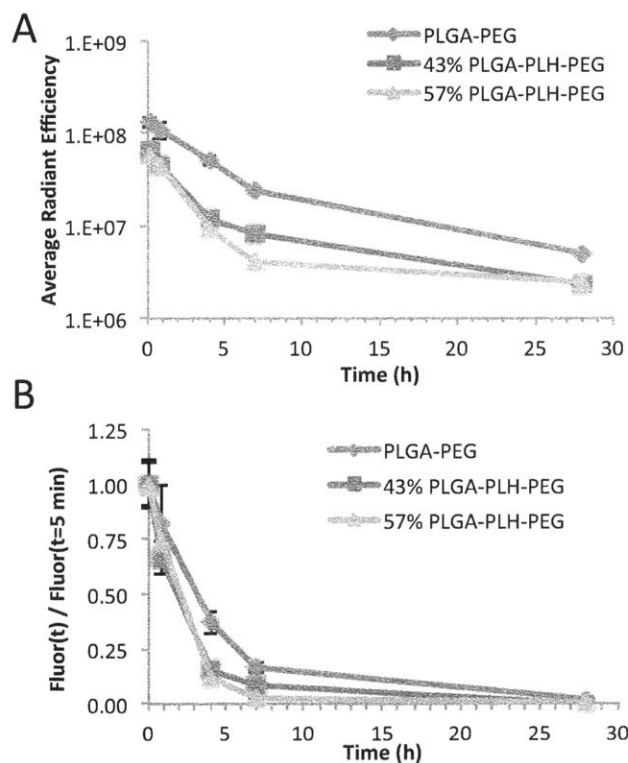 A
Average Radiant Efficiency
1.E+09
1.E+08
1.E+07
1.E+06
PLGA-PEG
43% PLGA-PLH-PEG
57% PLGA-PLH-PEG
0 5 10 15 20 25 30
Time (h)
B
Fluor(t) / Fluor(t=5 min)
1.25
1.00
0.75
0.50
0.25
0.00
PLGA-PEG
43% PLGA-PLH-PEG
57% PLGA-PLH-PEG
0 5 10 15 20 25 30
Time (h)